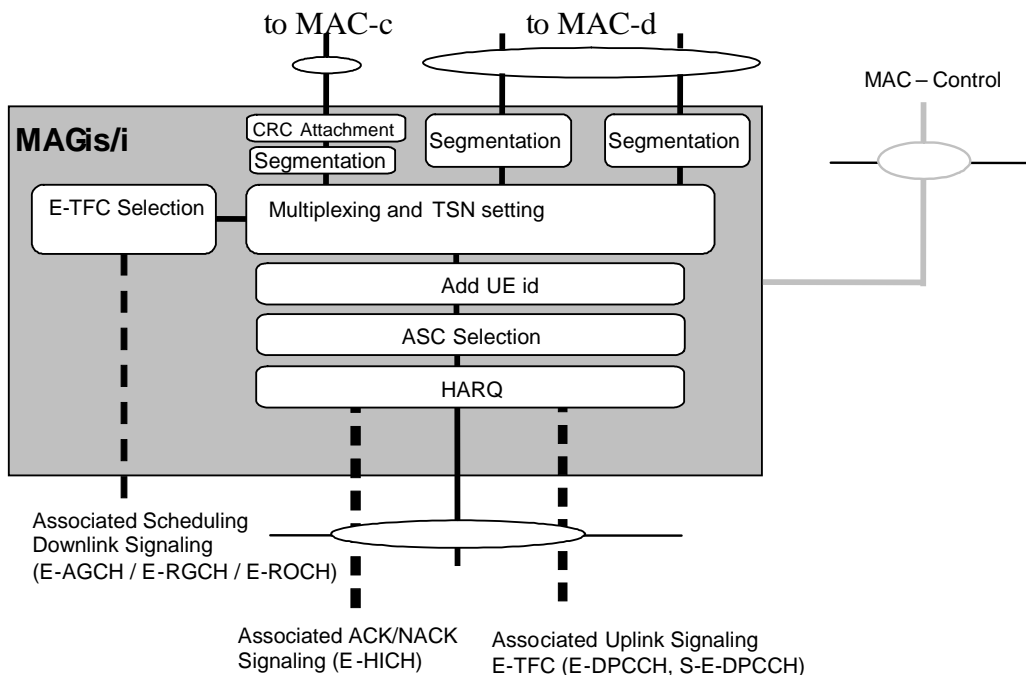 to MAC-c
to MAC-d
MAC – Control
MAGis/i
CRC Attachment
Segmentation
Segmentation
Segmentation
E-TFC Selection
Multiplexing and TSN setting
Add UE id
ASC Selection
HARQ
Associated Scheduling
Downlink Signaling
(E-AGCH / E-RGCH / E-ROCH)
Associated ACK/NACK
Signaling (E-HICH)
Associated Uplink Signaling
E-TFC (E-DPCCH, S-E-DPCCH)